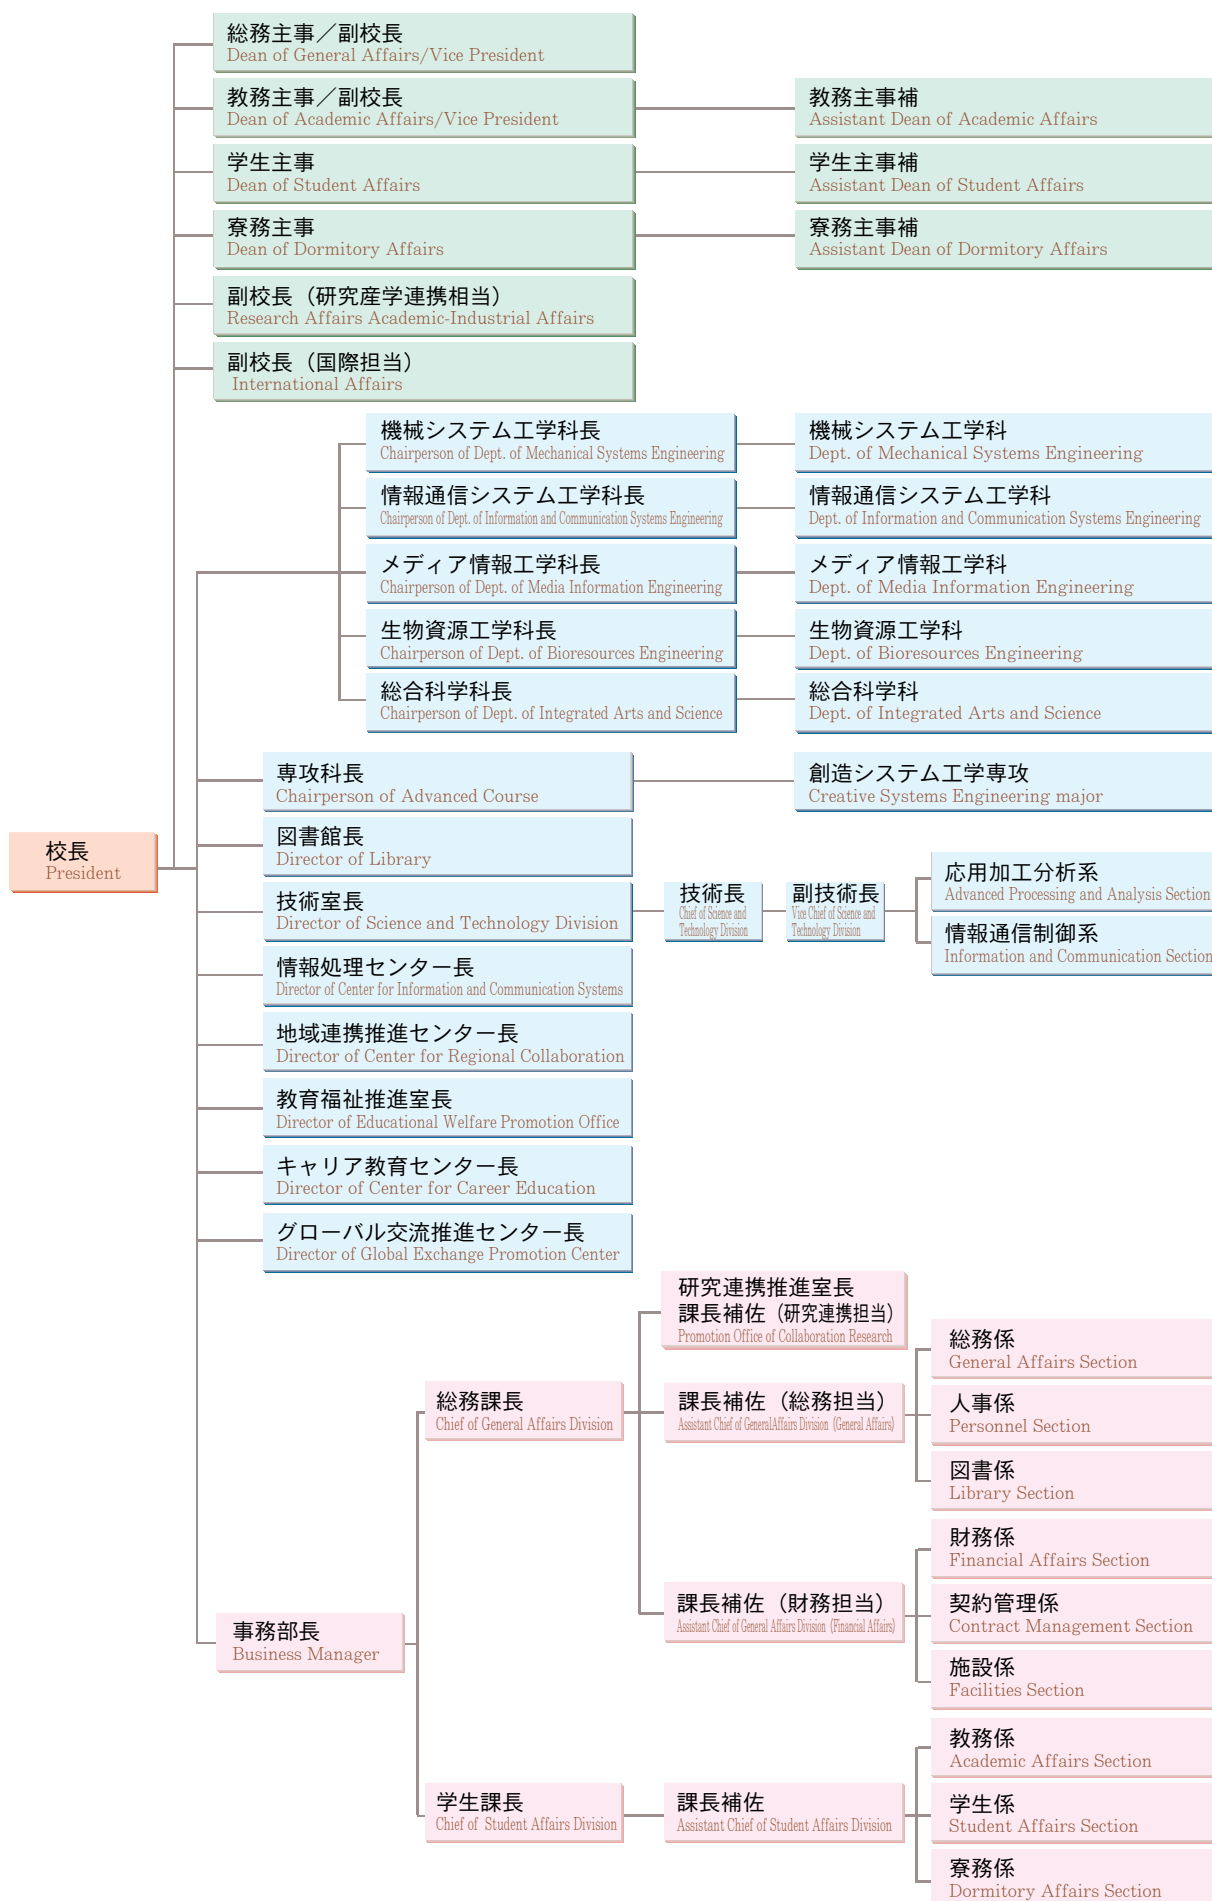 総務主事／副校長
Dean of General Affairs/Vice President
教務主事／副校長
Dean of Academic Affairs/Vice President
教務主事補
Assistant Dean of Academic Affairs
学生主事
Dean of Student Affairs
学生主事補
Assistant Dean of Student Affairs
寮務主事
Dean of Dormitory Affairs
寮務主事補
Assistant Dean of Dormitory Affairs
副校長（研究産学連携相当）
Research Affairs Academic-Industrial Affairs
副校長（国際担当）
International Affairs
機械システム工学科長
Chairperson of Dept. of Mechanical Systems Engineering
機械システム工学科
Dept. of Mechanical Systems Engineering
情報通信システム工学科長
Chairperson of Dept. of Information and Communication Systems Engineering
情報通信システム工学科
Dept. of Information and Communication Systems Engineering
メディア情報工学科長
Chairperson of Dept. of Media Information Engineering
メディア情報工学科
Dept. of Media Information Engineering
生物資源工学科長
Chairperson of Dept. of Bioresources Engineering
生物資源工学科
Dept. of Bioresources Engineering
総合科学科長
Chairperson of Dept. of Integrated Arts and Science
総合科学科
Dept. of Integrated Arts and Science
専攻科長
Chairperson of Advanced Course
創造システム工学専攻
Creative Systems Engineering major
校長
President
図書館長
Director of Library
技術室長
Director of Science and Technology Division
技術長
Chief of Science and
Technology Division
副技術長
Vice Chief of Science and
Technology Division
応用加工分析系
Advanced Processing and Analysis Section
情報通信制御系
Information and Communication Section
情報処理センター長
Director of Center for Information and Communication Systems
地域連携推進センター長
Director of Center for Regional Collaboration
教育福祉推進室長
Director of Educational Welfare Promotion Office
キャリア教育センター長
Director of Center for Career Education
グローバル交流推進センター長
Director of Global Exchange Promotion Center
研究連携推進室長
課長補佐（研究連携担当）
Promotion Office of Collaboration Research
総務課長
Chief of General Affairs Division
課長補佐（総務担当）
Assistant Chief of GeneralAffairs Division (General Affairs)
総務係
General Affairs Section
人事係
Personnel Section
図書係
Library Section
課長補佐（財務担当）
Assistant Chief of General Affairs Division (Financial Affairs)
財務係
Financial Affairs Section
契約管理係
Contract Management Section
施設係
Facilities Section
事務部長
Business Manager
学生課長
Chief of Student Affairs Division
課長補佐
Assistant Chief of Student Affairs Division
教務係
Academic Affairs Section
学生係
Student Affairs Section
寮務係
Dormitory Affairs Section